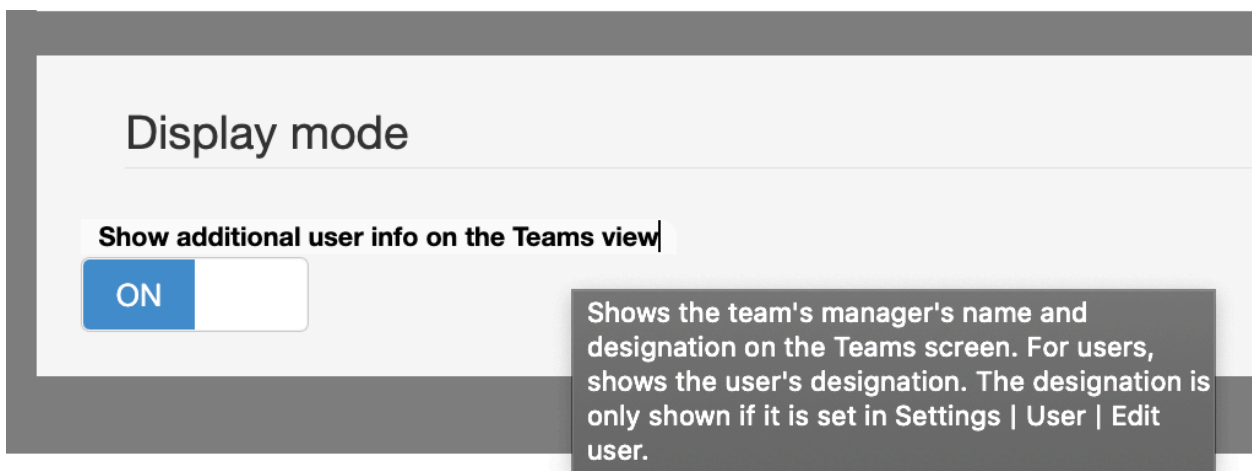 Display mode
Show additional user info on the Teams view
ON
Shows the team's manager's name and
designation on the Teams screen. For users,
shows the user's designation. The designation is
only shown if it is set in Settings | User | Edit
user.